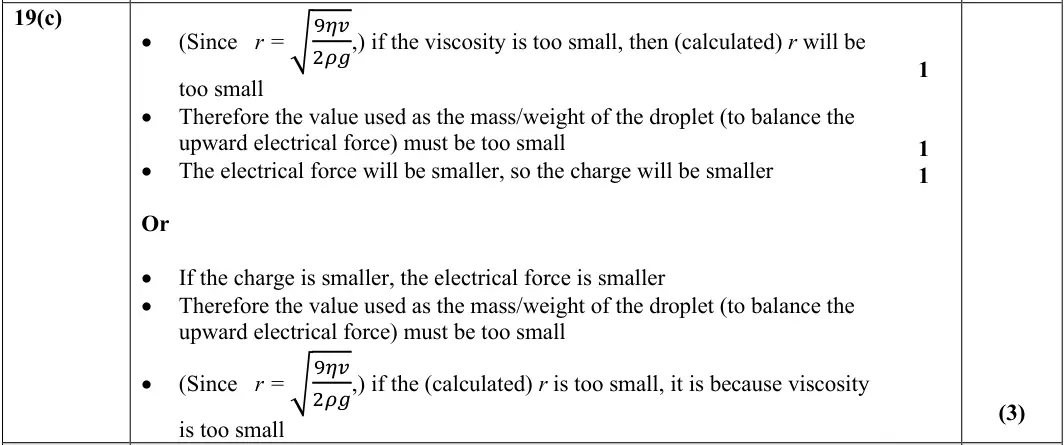 19(c)
• (Since r = √(9ηv/2ρg),) if the viscosity is too small, then (calculated) r will be
too small 1
• Therefore the value used as the mass/weight of the droplet (to balance the
upward electrical force) must be too small 1
• The electrical force will be smaller, so the charge will be smaller 1
Or
• If the charge is smaller, the electrical force is smaller
• Therefore the value used as the mass/weight of the droplet (to balance the
upward electrical force) must be too small
• (Since r = √(9ηv/2ρg),) if the (calculated) r is too small, it is because viscosity
is too small
(3)